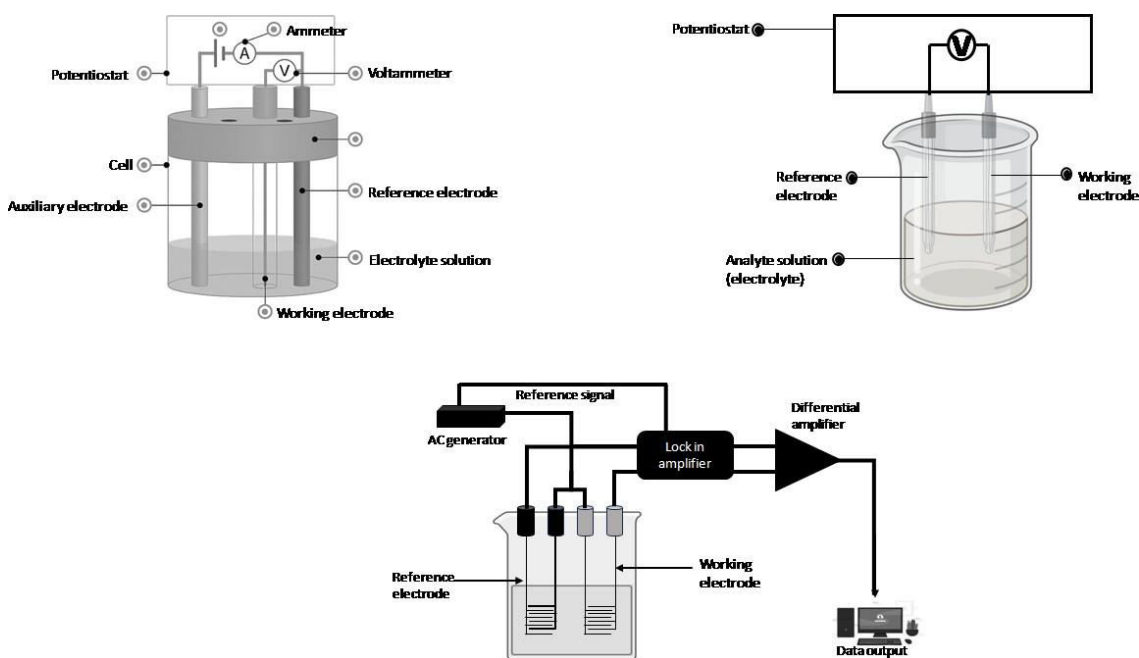 Ammeter
A
Potentiostat
V
Voltammeter
Cell
Auxiliary electrode
Reference electrode
Electrolyte solution
Working electrode
Potentiostat
V
Reference
electrode
Working
electrode
Analyte solution
(electrolyte)
Reference signal
AC generator
Lock in
amplifier
Differential
amplifier
Reference
electrode
Working
electrode
Data output